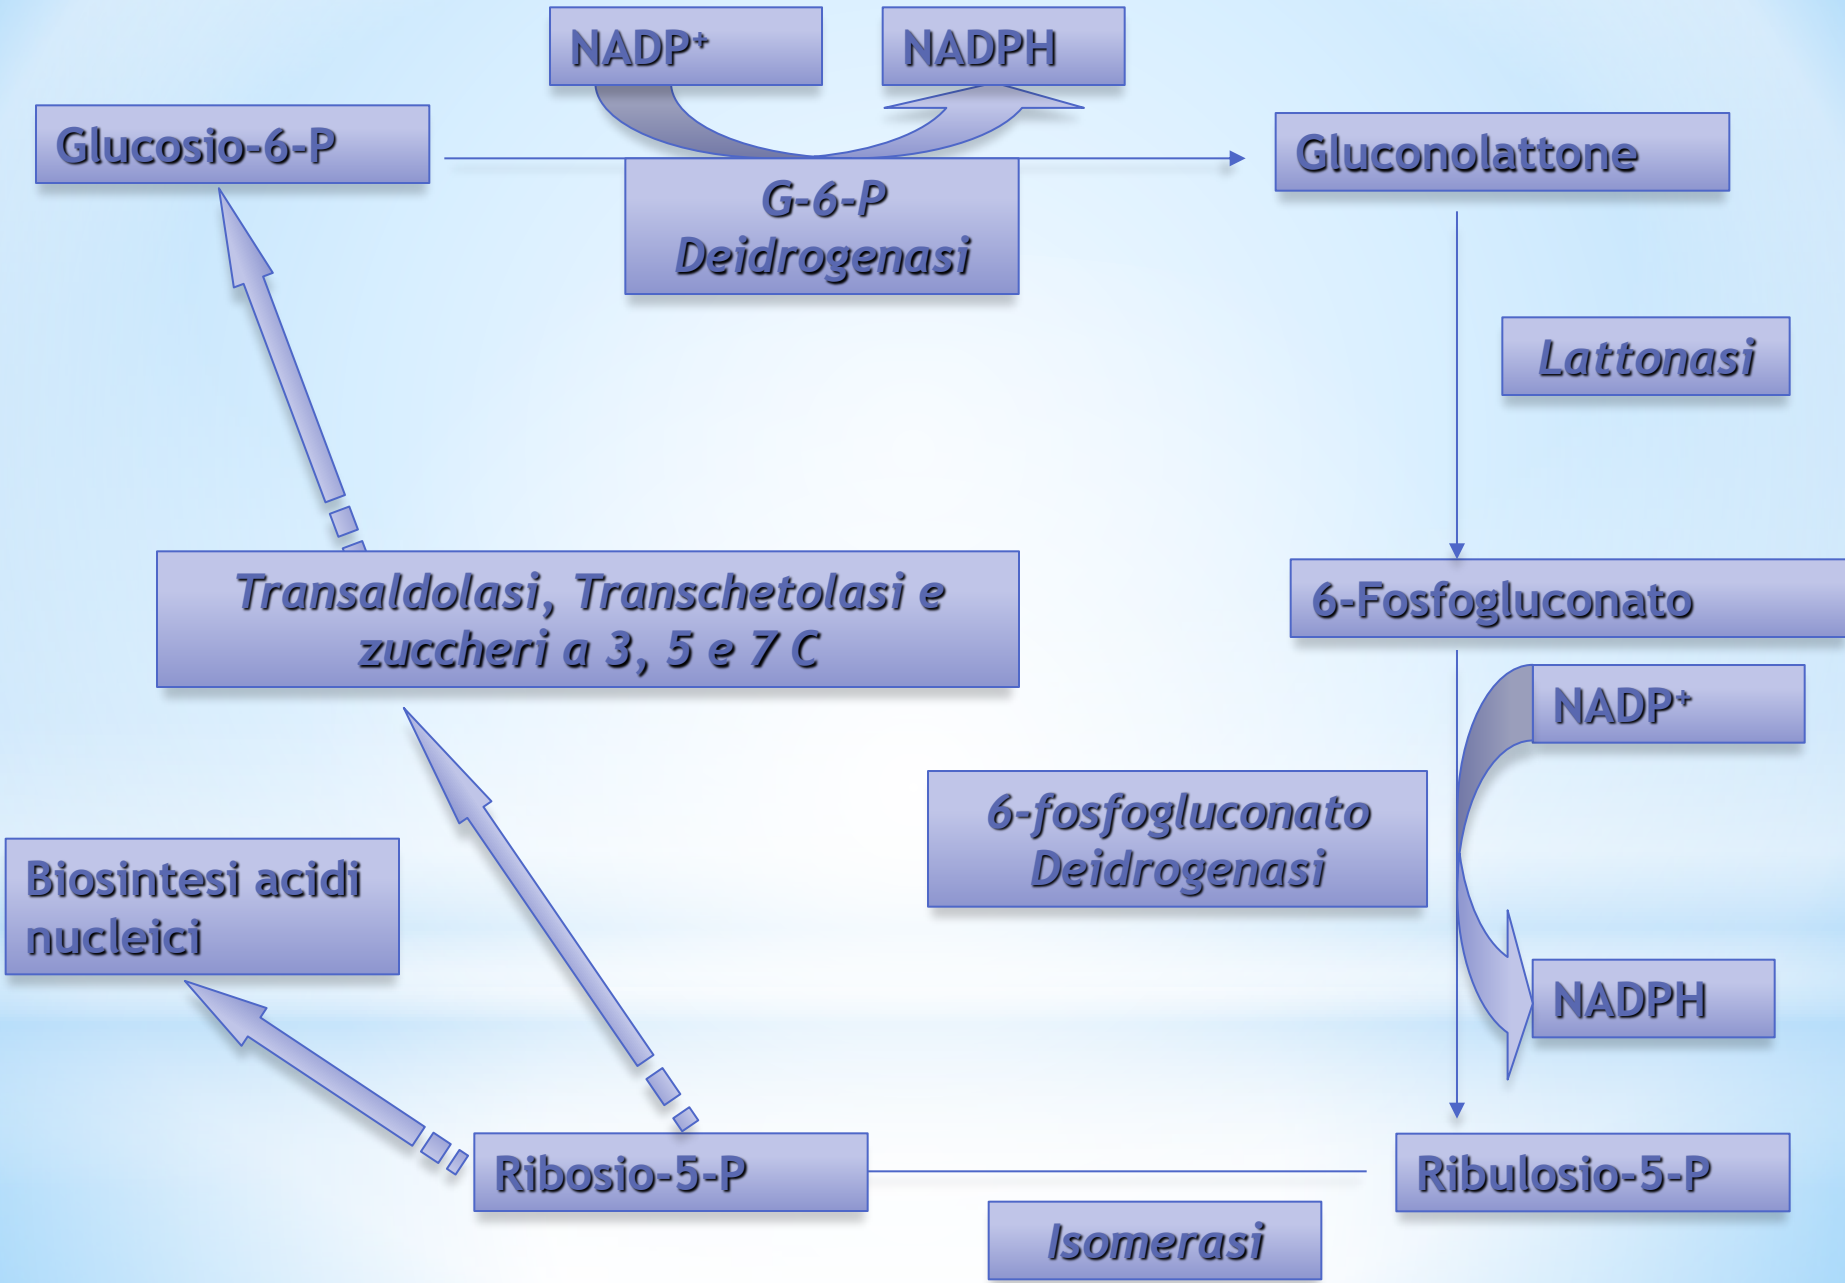 NADP⁺
NADPH
Glucosio-6-P
Gluconolattone
G-6-P
Deidrogenasi
Lattonasi
Transaldolasi, Transchetolasi e
zuccheri a 3, 5 e 7 C
6-Fosfogluconato
NADP⁺
6-fosfogluconato
Deidrogenasi
Biosintesi acidi
nucleici
NADPH
Ribosio-5-P
Ribulosio-5-P
Isomerasi